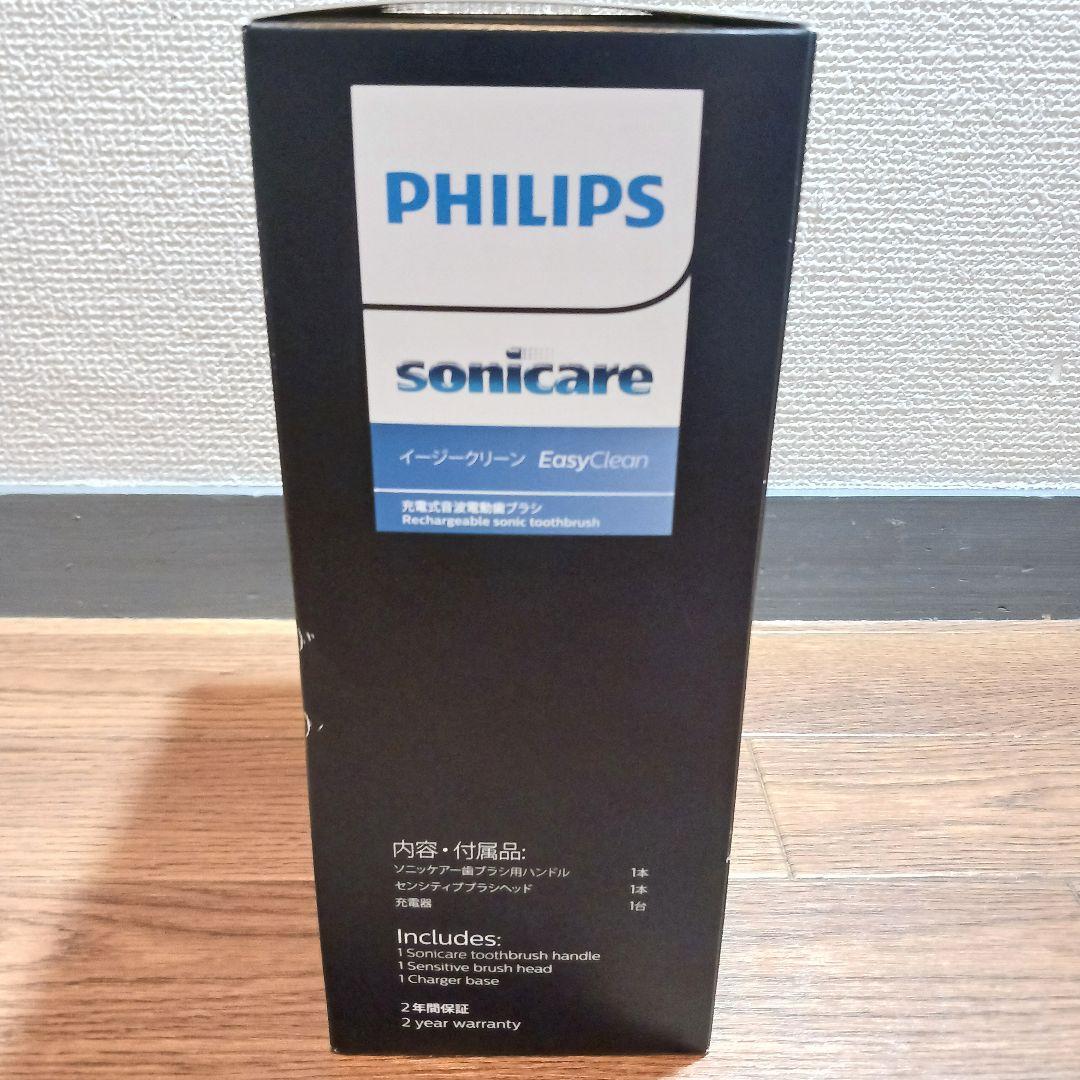 PHILIPS
sonicare
イージークリーン EasyClean
充電式音波電動歯ブラシ
Rechargeable sonic toothbrush
内容・付属品:
ソニッケアー歯ブラシ用ハンドル 1本
センシティブブラシヘッド 1本
充電器 1台
Includes:
1 Sonicare toothbrush handle
1 Sensitive brush head
1 Charger base
2年間保証
2 year warranty